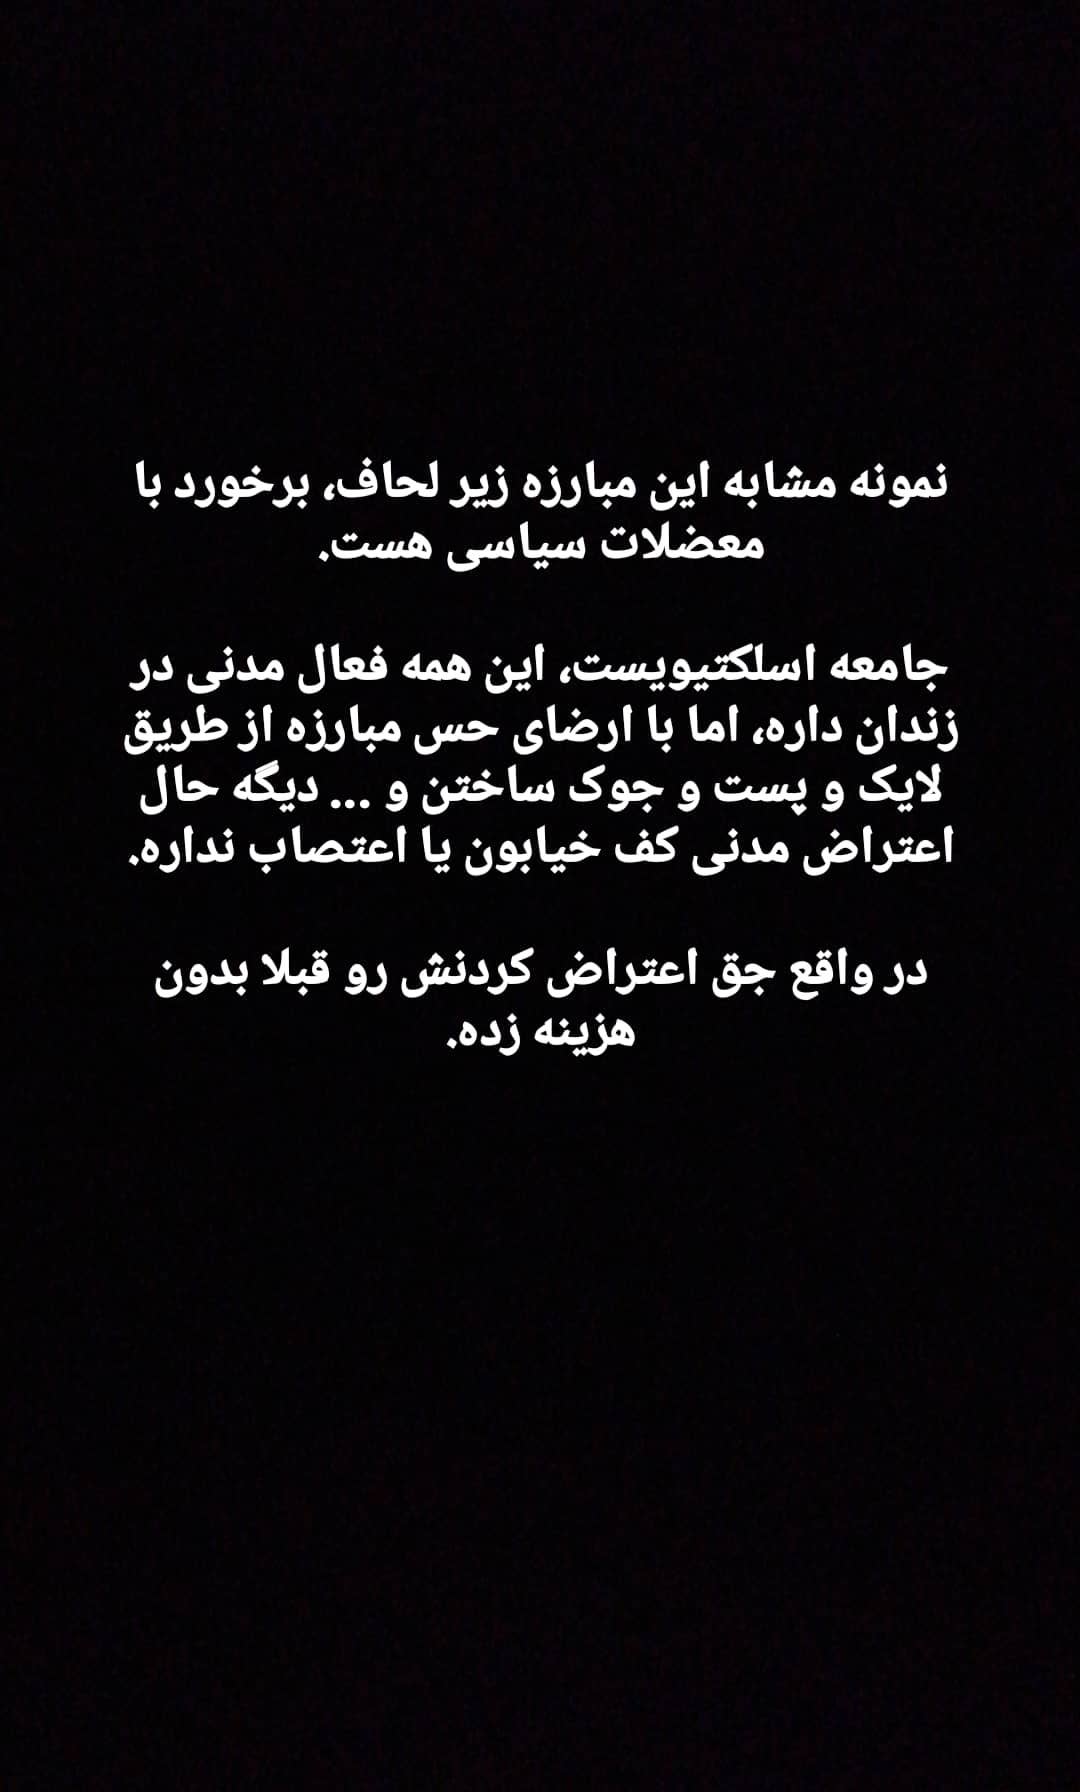 نمونه مشابه این مبارزه زیر لحاف، برخورد با
معضلات سیاسی هست.
جامعه اسلکتیویست، این همه فعال مدنی در
زندان داره، اما با ارضای حس مبارزه از طریق
لایک و پست و جوک ساختن و ... دیگه حال
اعتراض مدنی کف خیابون یا اعتصاب نداره.
در واقع جق اعتراض کردنش رو قبلا بدون
هزینه زده.